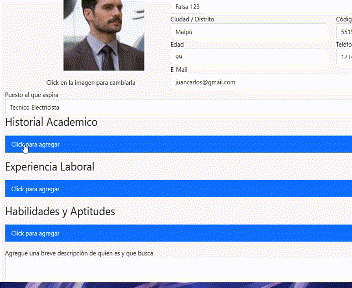 Falsa 123
Ciudad / Distrito
Códig
Maipú
5515
Edad
Teléfo
99
1234
E-Mail
juancarlos@gmail.com
Click en la imagen para cambiarla
Puesto al que aspira
Tecnico Electricista
Historial Academico
Click para agregar
Experiencia Laboral
Click para agregar
Habilidades y Aptitudes
Click para agregar
Agregue una breve descripción de quien es y que busca